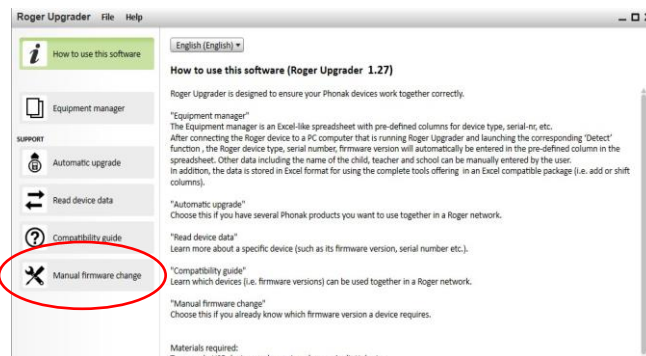 Roger Upgrader File Help
How to use this software
Equipment manager
SUPPORT
Automatic upgrade
Read device data
Compatibility guide
Manual firmware change
English (English)
How to use this software (Roger Upgrader 1.27)
Roger Upgrader is designed to ensure your Phonak devices work together correctly.
"Equipment manager"
The Equipment manager is an Excel-like spreadsheet with pre-defined columns for device type, serial-nr, etc.
After connecting the Roger device to a PC computer that is running Roger Upgrader and launching the corresponding 'Detect'
function , the Roger device type, serial number, firmware version will automatically be entered in the pre-defined column in the
spreadsheet. Other data including the name of the child, teacher and school can be manually entered by the user.
In addition, the data is stored in Excel format for using the complete tools offering in an Excel compatible package (i.e. add or shift
columns).
"Automatic upgrade"
Choose this if you have several Phonak products you want to use together in a Roger network.
"Read device data"
Learn more about a specific device (such as its firmware version, serial number etc.).
"Compatibility guide"
Learn which devices (i.e. firmware versions) can be used together in a Roger network.
"Manual firmware change"
Choose this if you already know which firmware version a device requires.
Materials required: